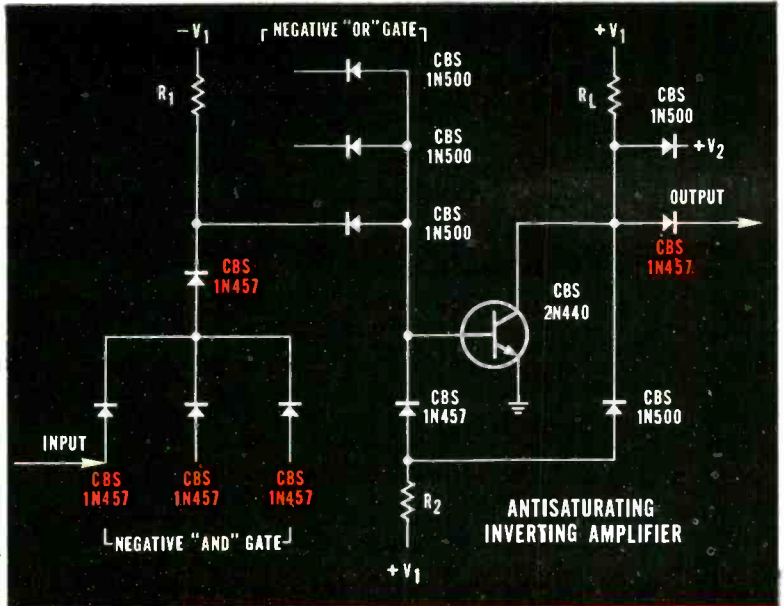 -V₁
NEGATIVE "OR" GATE
+V₁
CBS
1N500
R₁
R_L
CBS
1N500
+V₂
CBS
1N500
CBS
1N500
OUTPUT
CBS
1N457
CBS
1N457
CBS
2N440
CBS
1N457
CBS
1N500
INPUT
CBS
1N457
CBS
1N457
CBS
1N457
R₂
NEGATIVE "AND" GATE
ANTISATURATING
INVERTING AMPLIFIER
+V₁